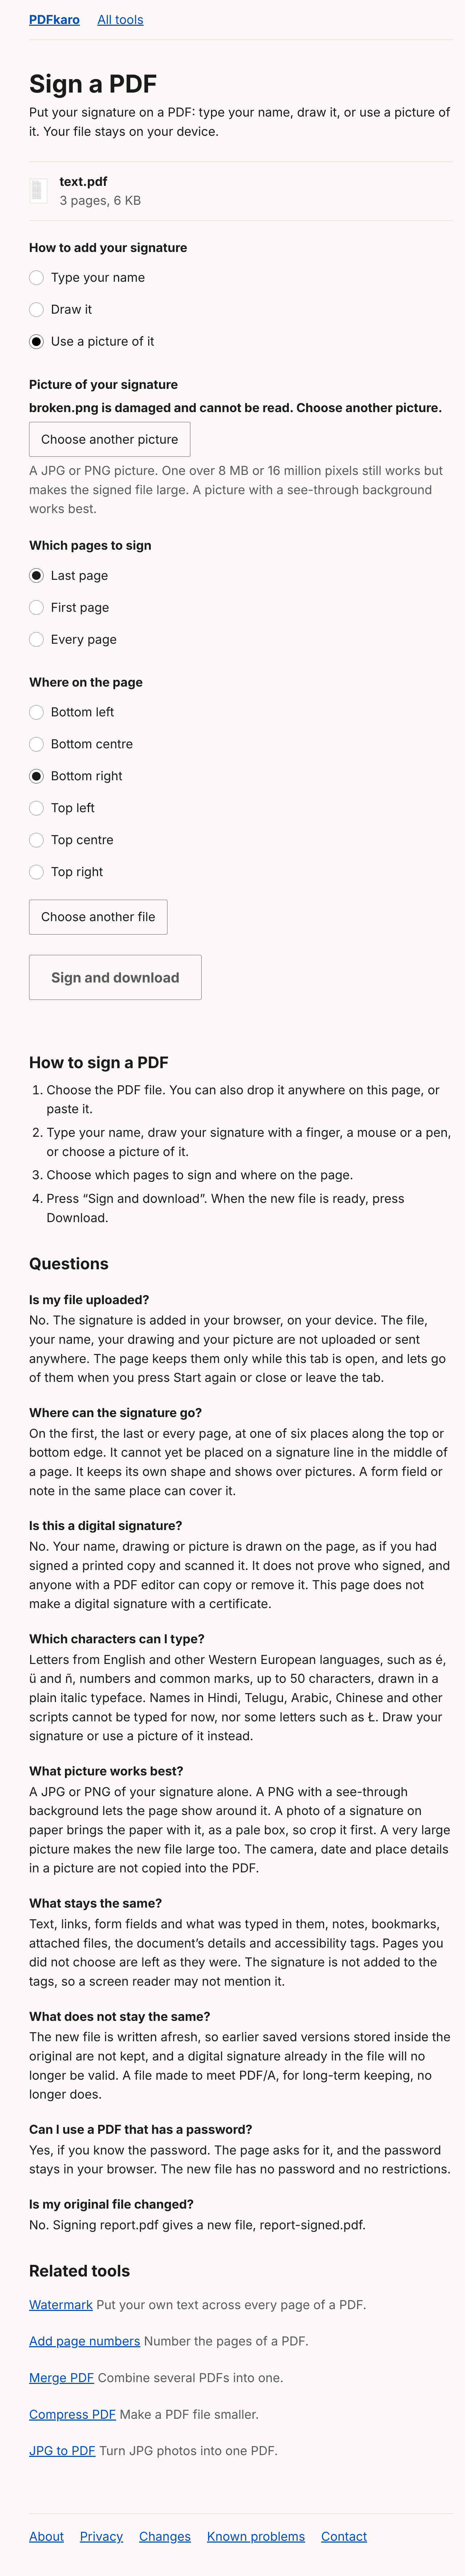 PDFkaro All tools
Sign a PDF
Put your signature on a PDF: type your name, draw it, or use a picture of
it. Your file stays on your device.
text.pdf
3 pages, 6 KB
How to add your signature
Type your name
Draw it
Use a picture of it
Picture of your signature
broken.png is damaged and cannot be read. Choose another picture.
Choose another picture
A JPG or PNG picture. One over 8 MB or 16 million pixels still works but
makes the signed file large. A picture with a see-through background
works best.
Which pages to sign
Last page
First page
Every page
Where on the page
Bottom left
Bottom centre
Bottom right
Top left
Top centre
Top right
Choose another file
Sign and download
How to sign a PDF
1. Choose the PDF file. You can also drop it anywhere on this page, or
paste it.
2. Type your name, draw your signature with a finger, a mouse or a pen,
or choose a picture of it.
3. Choose which pages to sign and where on the page.
4. Press “Sign and download”. When the new file is ready, press
Download.
Questions
Is my file uploaded?
No. The signature is added in your browser, on your device. The file,
your name, your drawing and your picture are not uploaded or sent
anywhere. The page keeps them only while this tab is open, and lets go
of them when you press Start again or close or leave the tab.
Where can the signature go?
On the first, the last or every page, at one of six places along the top or
bottom edge. It cannot yet be placed on a signature line in the middle of
a page. It keeps its own shape and shows over pictures. A form field or
note in the same place can cover it.
Is this a digital signature?
No. Your name, drawing or picture is drawn on the page, as if you had
signed a printed copy and scanned it. It does not prove who signed, and
anyone with a PDF editor can copy or remove it. This page does not
make a digital signature with a certificate.
Which characters can I type?
Letters from English and other Western European languages, such as é,
ü and ñ, numbers and common marks, up to 50 characters, drawn in a
plain italic typeface. Names in Hindi, Telugu, Arabic, Chinese and other
scripts cannot be typed for now, nor some letters such as Ł. Draw your
signature or use a picture of it instead.
What picture works best?
A JPG or PNG of your signature alone. A PNG with a see-through
background lets the page show around it. A photo of a signature on
paper brings the paper with it, as a pale box, so crop it first. A very large
picture makes the new file large too. The camera, date and place details
in a picture are not copied into the PDF.
What stays the same?
Text, links, form fields and what was typed in them, notes, bookmarks,
attached files, the document’s details and accessibility tags. Pages you
did not choose are left as they were. The signature is not added to the
tags, so a screen reader may not mention it.
What does not stay the same?
The new file is written afresh, so earlier saved versions stored inside the
original are not kept, and a digital signature already in the file will no
longer be valid. A file made to meet PDF/A, for long-term keeping, no
longer does.
Can I use a PDF that has a password?
Yes, if you know the password. The page asks for it, and the password
stays in your browser. The new file has no password and no restrictions.
Is my original file changed?
No. Signing report.pdf gives a new file, report-signed.pdf.
Related tools
Watermark Put your own text across every page of a PDF.
Add page numbers Number the pages of a PDF.
Merge PDF Combine several PDFs into one.
Compress PDF Make a PDF file smaller.
JPG to PDF Turn JPG photos into one PDF.
About Privacy Changes Known problems Contact